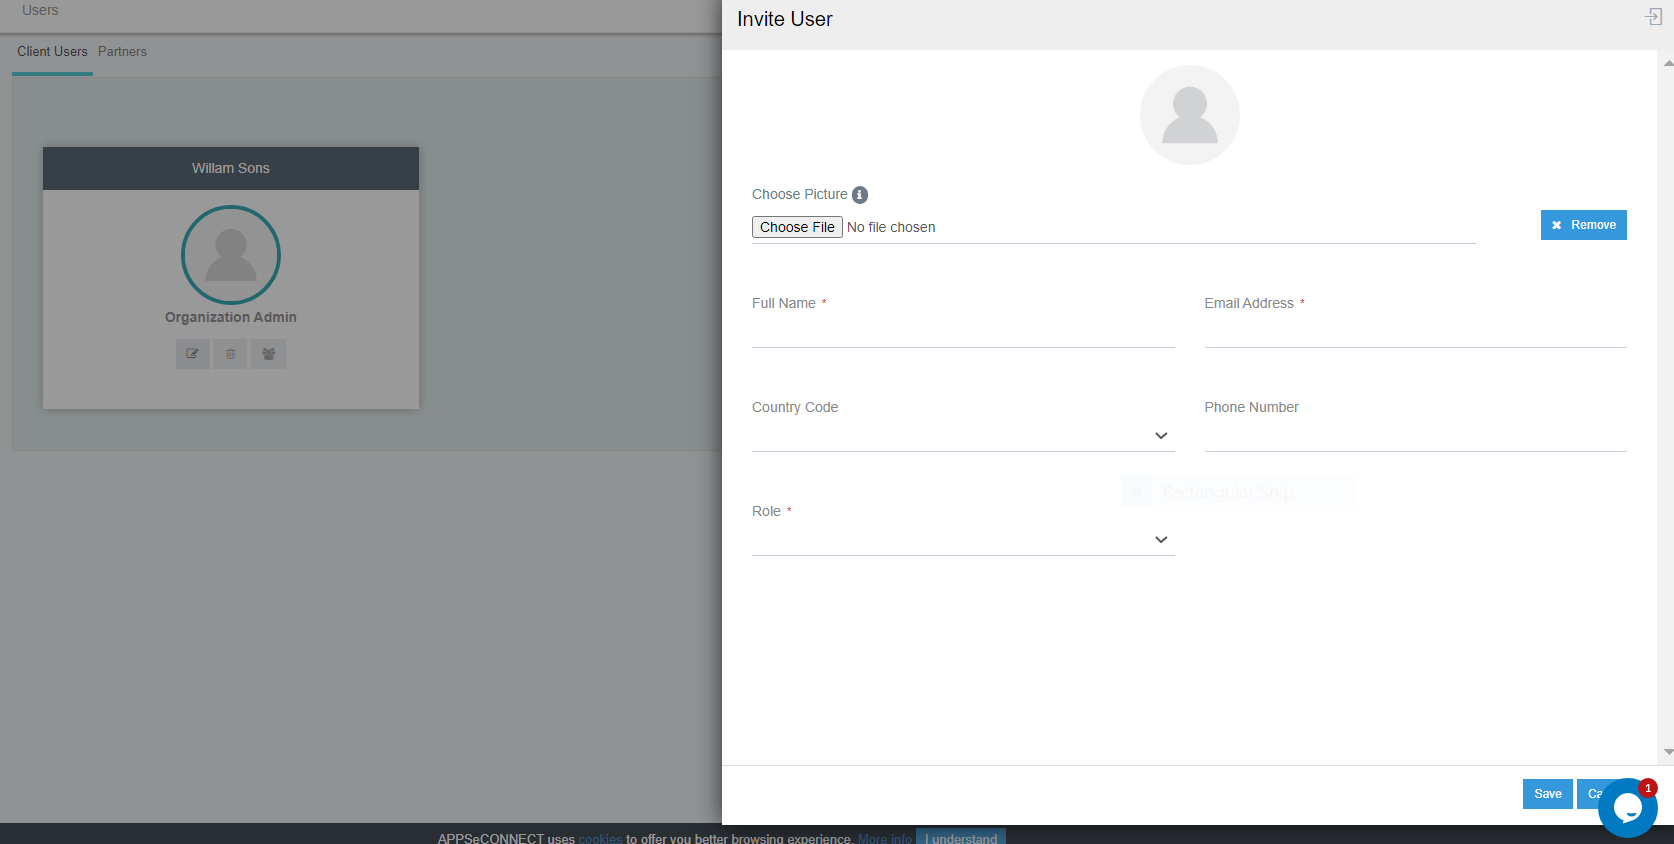 Users
Client Users Partners
Willam Sons
Organization Admin
Invite User
Choose Picture
Choose File No file chosen
Remove
Full Name *
Email Address *
Country Code
Phone Number
Rectangular Snip
Role *
Save
Ca
1
APPSeCONNECT uses cookies to offer you better browsing experience. More info I understand